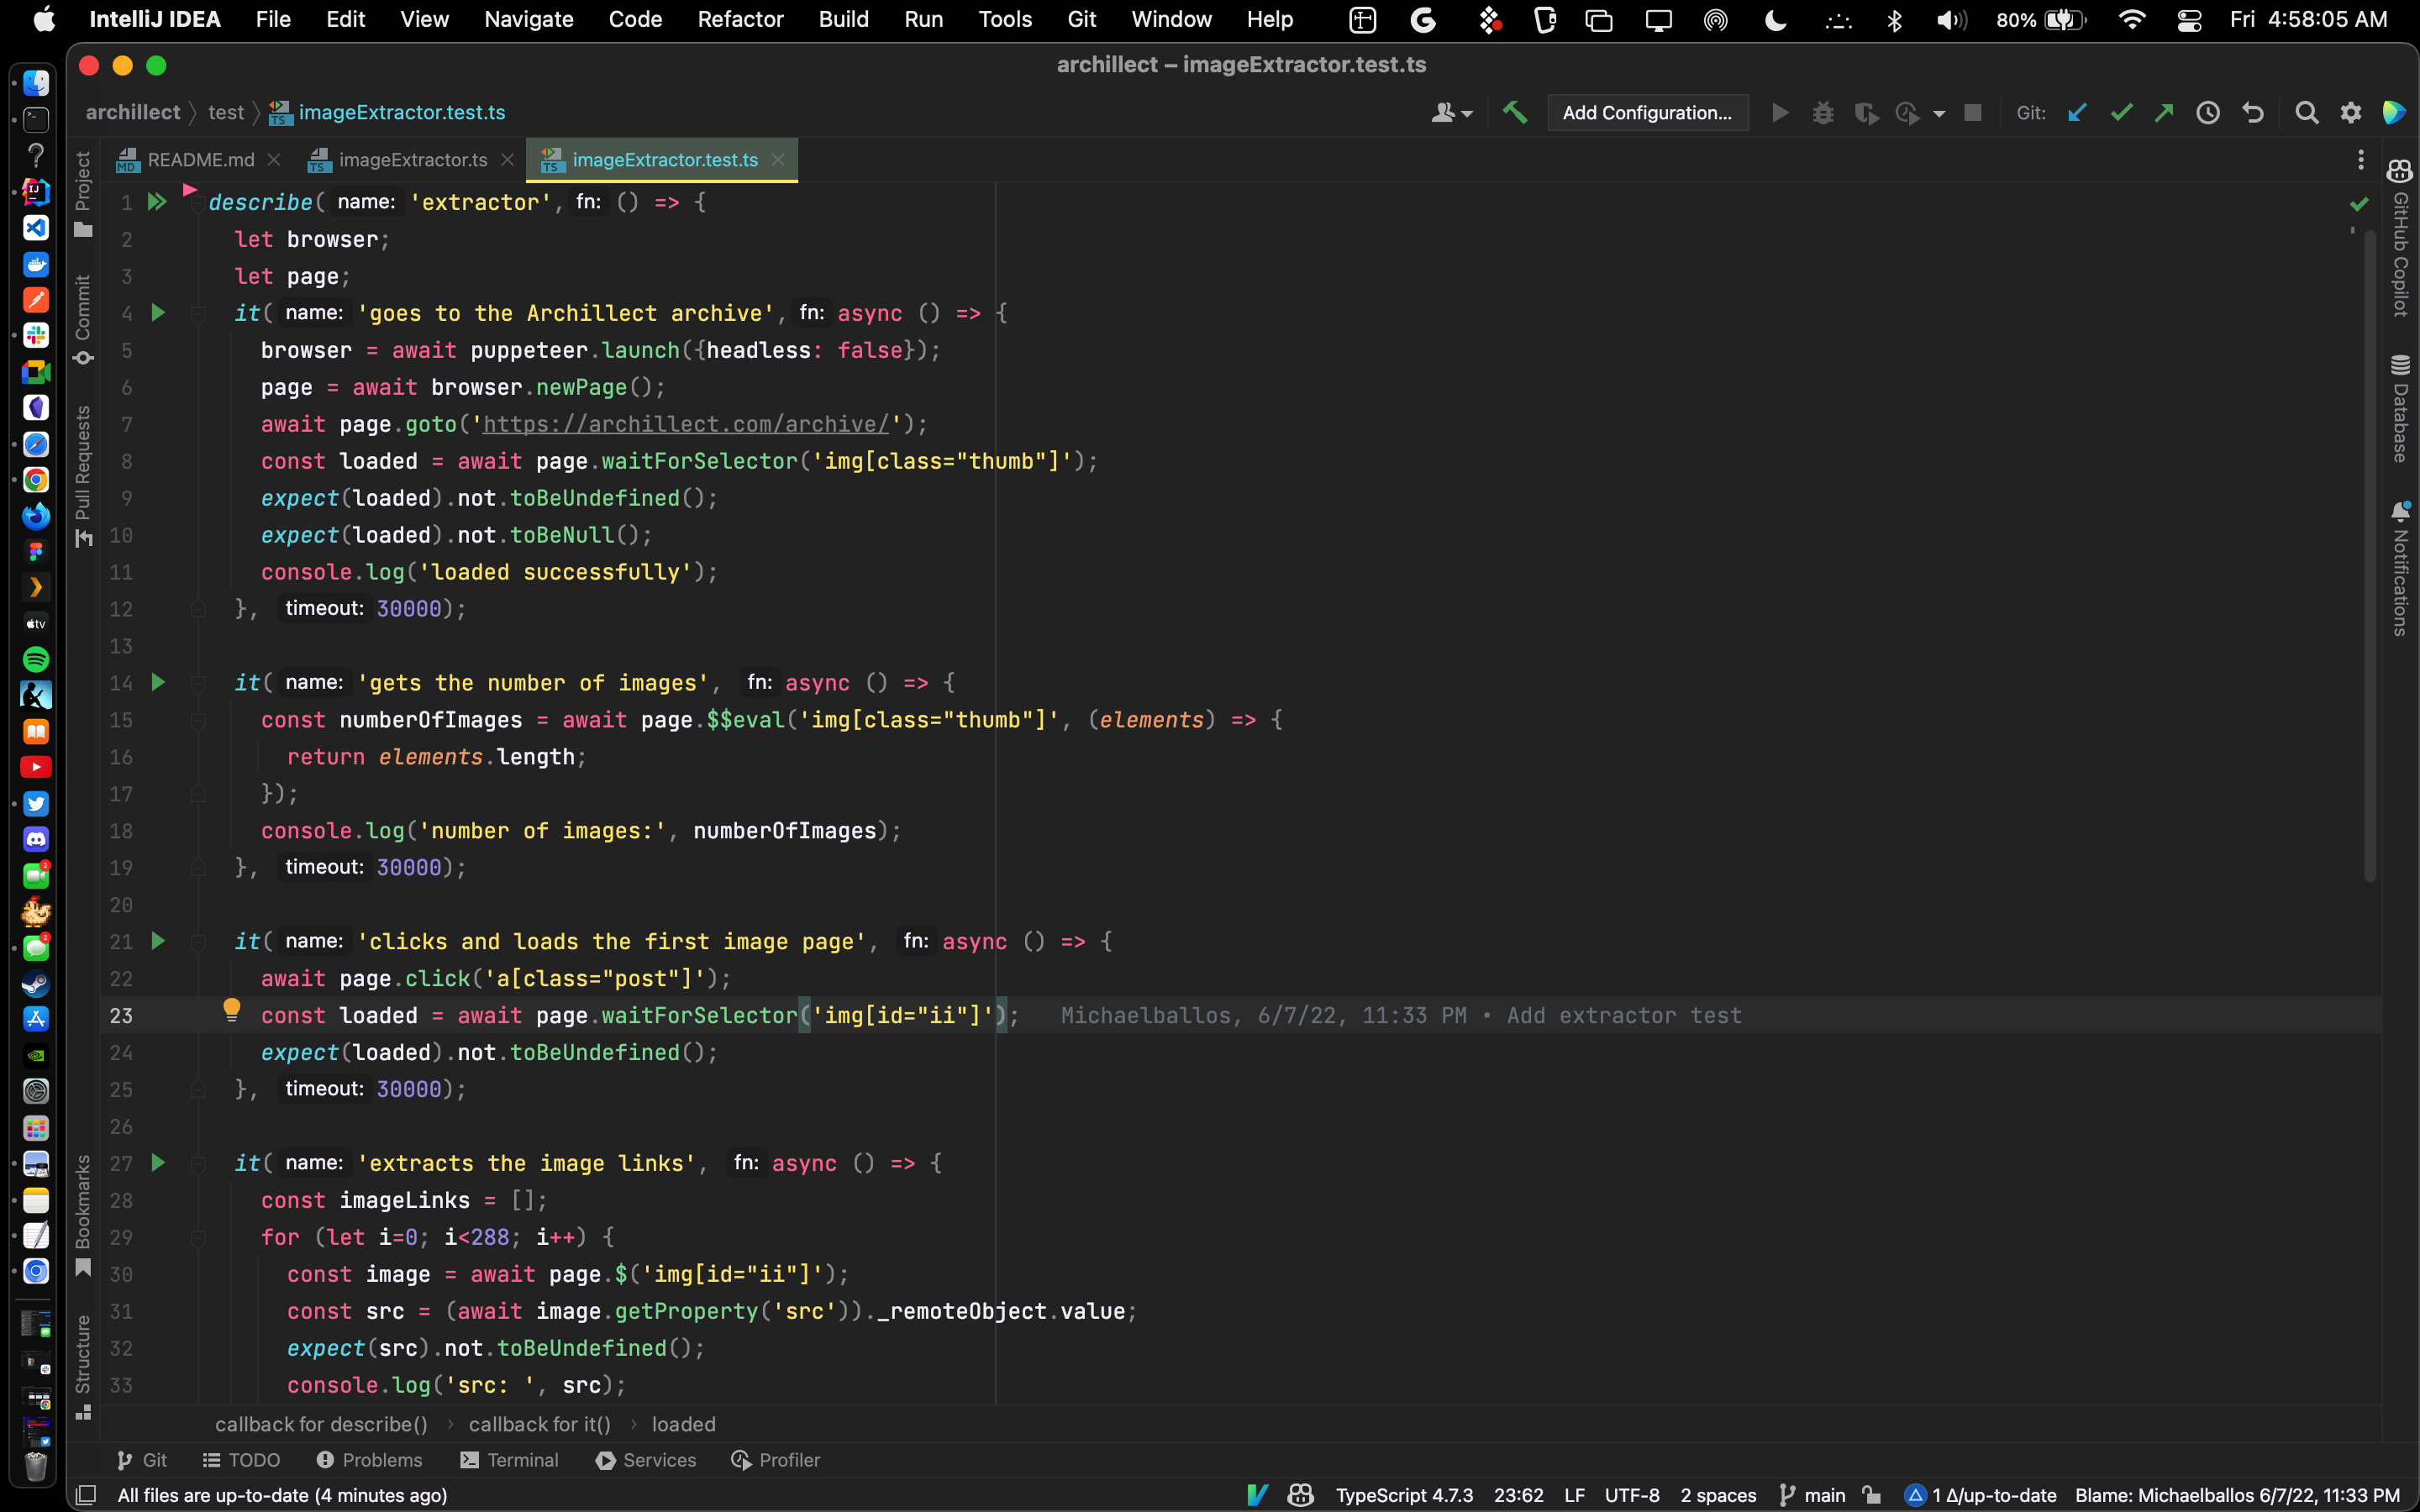 IntelliJ IDEA File Edit View Navigate Code Refactor Build Run Tools Git Window Help 80% Fri 4:58:05 AM
archillect – imageExtractor.test.ts
archillect test imageExtractor.test.ts Add Configuration... Git:
README.md imageExtractor.ts imageExtractor.test.ts
1 describe( name: 'extractor', fn: () => {
2 let browser;
3 let page;
4 it( name: 'goes to the Archillect archive', fn: async () => {
5 browser = await puppeteer.launch({headless: false});
6 page = await browser.newPage();
7 await page.goto('https://archillect.com/archive/');
8 const loaded = await page.waitForSelector('img[class="thumb"]');
9 expect(loaded).not.toBeUndefined();
10 expect(loaded).not.toBeNull();
11 console.log('loaded successfully');
12 }, timeout: 30000);
13
14 it( name: 'gets the number of images', fn: async () => {
15 const numberOfImages = await page.$$eval('img[class="thumb"]', (elements) => {
16 return elements.length;
17 });
18 console.log('number of images:', numberOfImages);
19 }, timeout: 30000);
20
21 it( name: 'clicks and loads the first image page', fn: async () => {
22 await page.click('a[class="post"]');
23 const loaded = await page.waitForSelector('img[id="ii"]'); Michaelballos, 6/7/22, 11:33 PM • Add extractor test
24 expect(loaded).not.toBeUndefined();
25 }, timeout: 30000);
26
27 it( name: 'extracts the image links', fn: async () => {
28 const imageLinks = [];
29 for (let i=0; i<288; i++) {
30 const image = await page.$('img[id="ii"]');
31 const src = (await image.getProperty('src'))._remoteObject.value;
32 expect(src).not.toBeUndefined();
33 console.log('src: ', src);
callback for describe() callback for it() loaded
Git TODO Problems Terminal Services Profiler
All files are up-to-date (4 minutes ago) TypeScript 4.7.3 23:62 LF UTF-8 2 spaces main 1 Δ/up-to-date Blame: Michaelballos 6/7/22, 11:33 PM
Project
Commit
Pull Requests
Bookmarks
Structure
GitHub Copilot
Database
Notifications